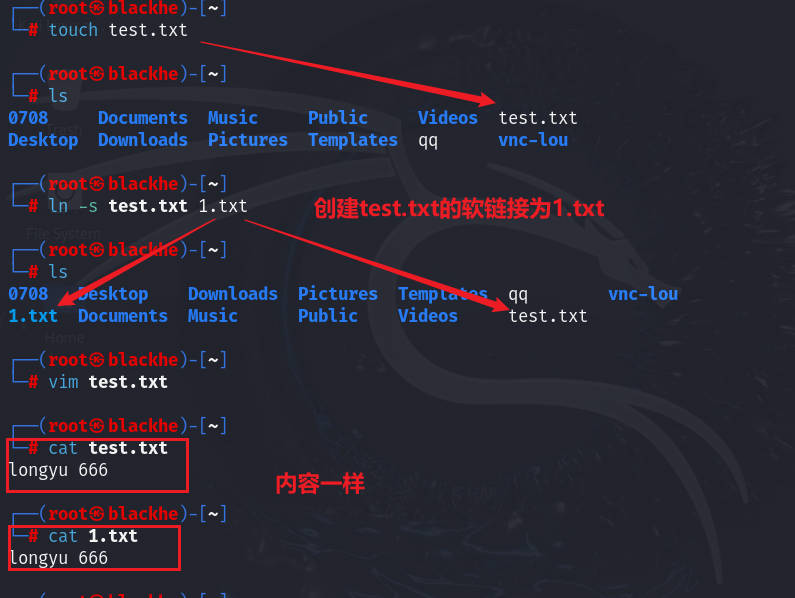 ┌──(root㉿blackhe)-[~]
└─# touch test.txt
┌──(root㉿blackhe)-[~]
└─# ls
0708 Documents Music Public Videos test.txt
Desktop Downloads Pictures Templates qq vnc-lou
┌──(root㉿blackhe)-[~]
└─# ln -s test.txt 1.txt 创建test.txt的软链接为1.txt
File System
┌──(root㉿blackhe)-[~]
└─# ls
0708 Desktop Downloads Pictures Templates qq vnc-lou
1.txt Documents Music Public Videos test.txt
Home
┌──(root㉿blackhe)-[~]
└─# vim test.txt
┌──(root㉿blackhe)-[~]
└─# cat test.txt
longyu 666
内容一样
┌──(root㉿blackhe)-[~]
└─# cat 1.txt
longyu 666
┌──(root㉿blackhe)-[~]